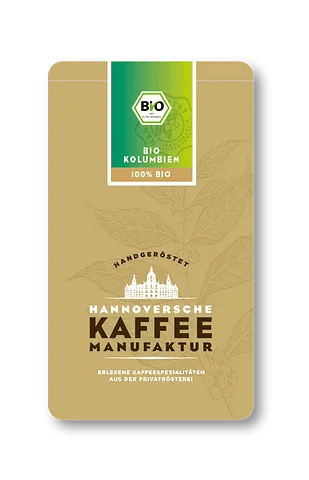 BiO
BIO
KOLUMBIEN
100% BIO
HANDGERÖSTET
HANNOVERSCHE
KAFFEE
MANUFAKTUR
ERLESENE KAFFEESPEZIALITÄTEN
AUS DER PRIVATRÖSTEREI